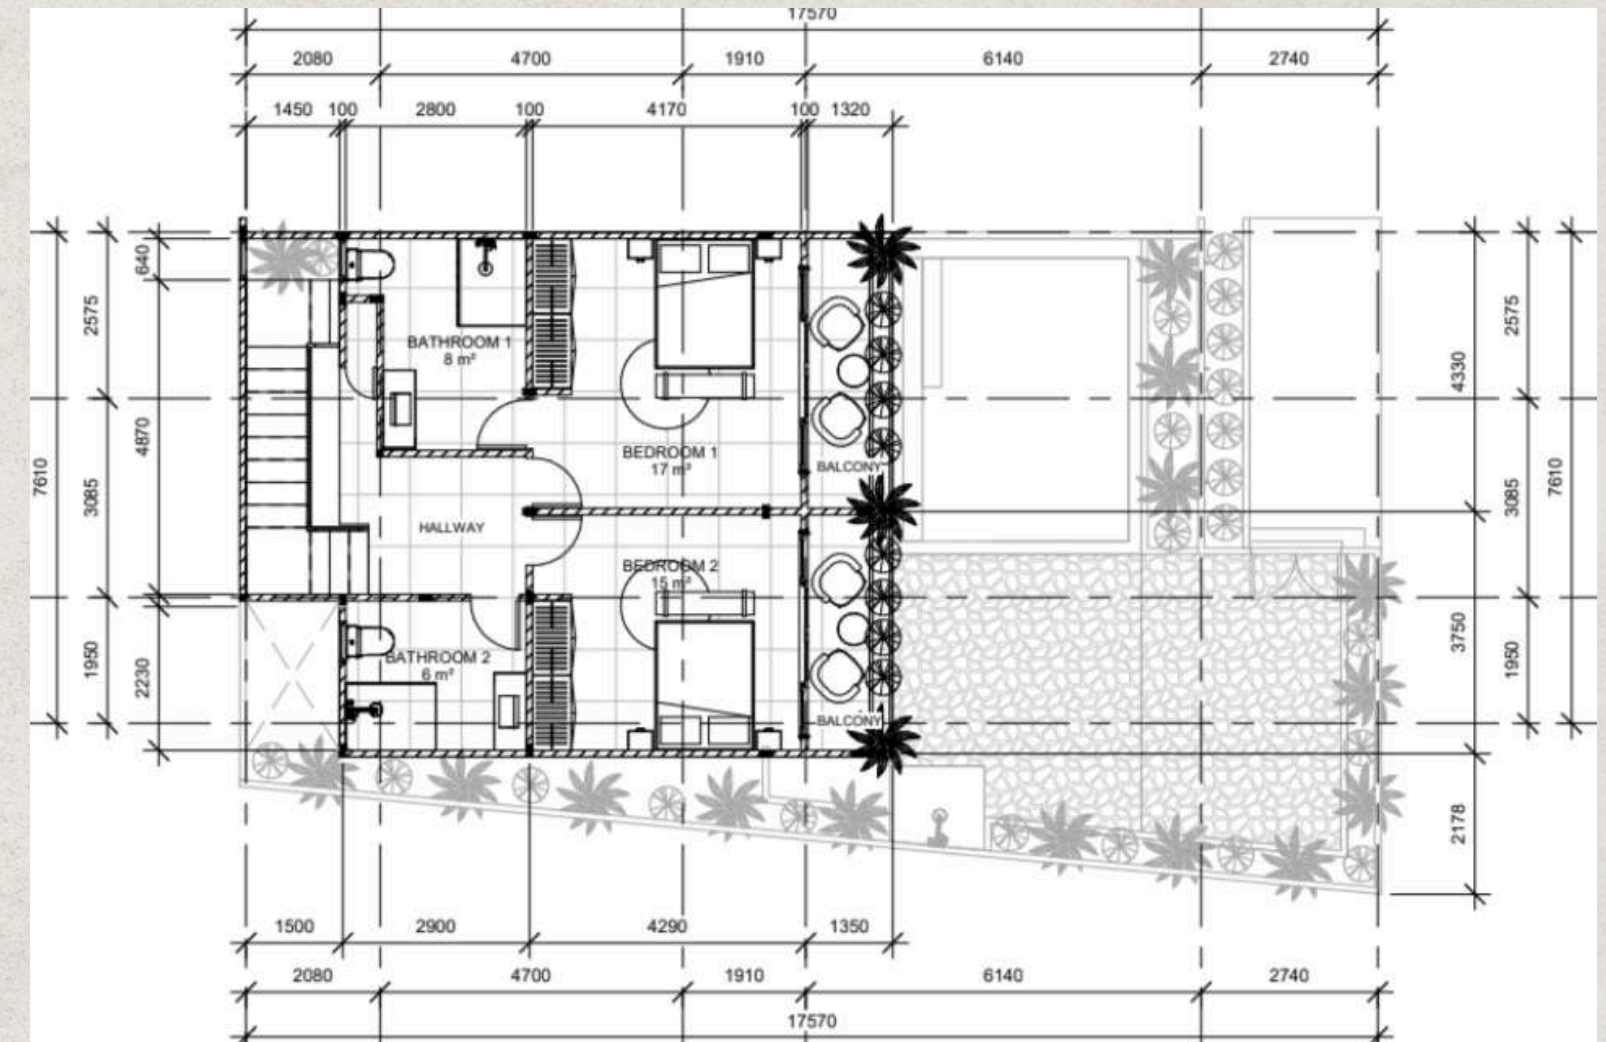 17570
2080 4700 1910 6140 2740
1450 100 2800 100 4170 100 1320
640
2575
4870
7610
3085
1950
2230
BATHROOM 1
8 m²
BEDROOM 1
17 m²
BALCONY
HALLWAY
BEDROOM 2
15 m²
BATHROOM 2
6 m²
BALCONY
2575
4330
3085
7610
3750
1950
2178
1500 2900 4290 1350
2080 4700 1910 6140 2740
17570